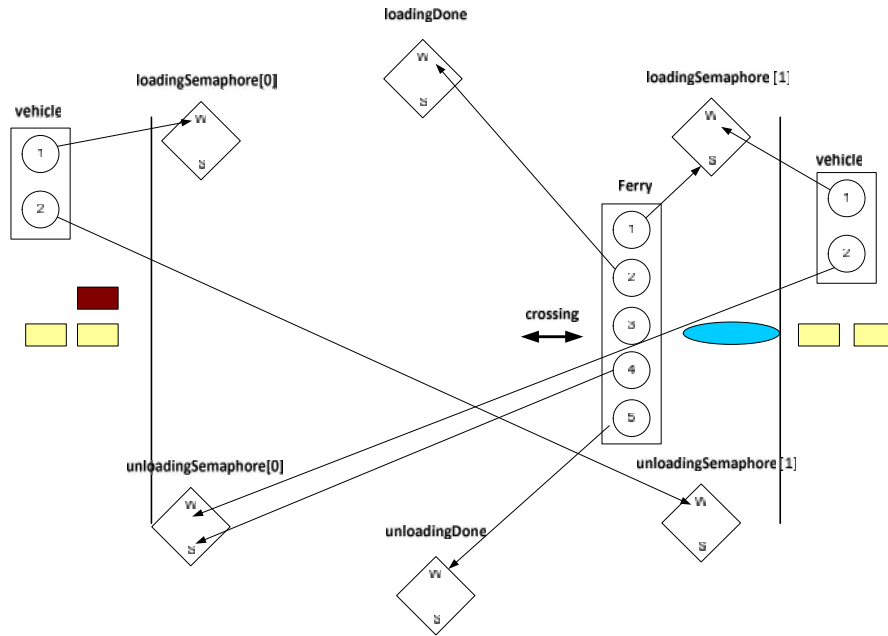 loadingDone
loadingSemaphore[0]
loadingSemaphore [1]
vehicle
vehicle
W
S
W
S
W
S
1
2
Ferry
1
2
3
4
5
1
2
crossing
unloadingSemaphore[0]
unloadingSemaphore [1]
unloadingDone
W
S
W
S
W
S